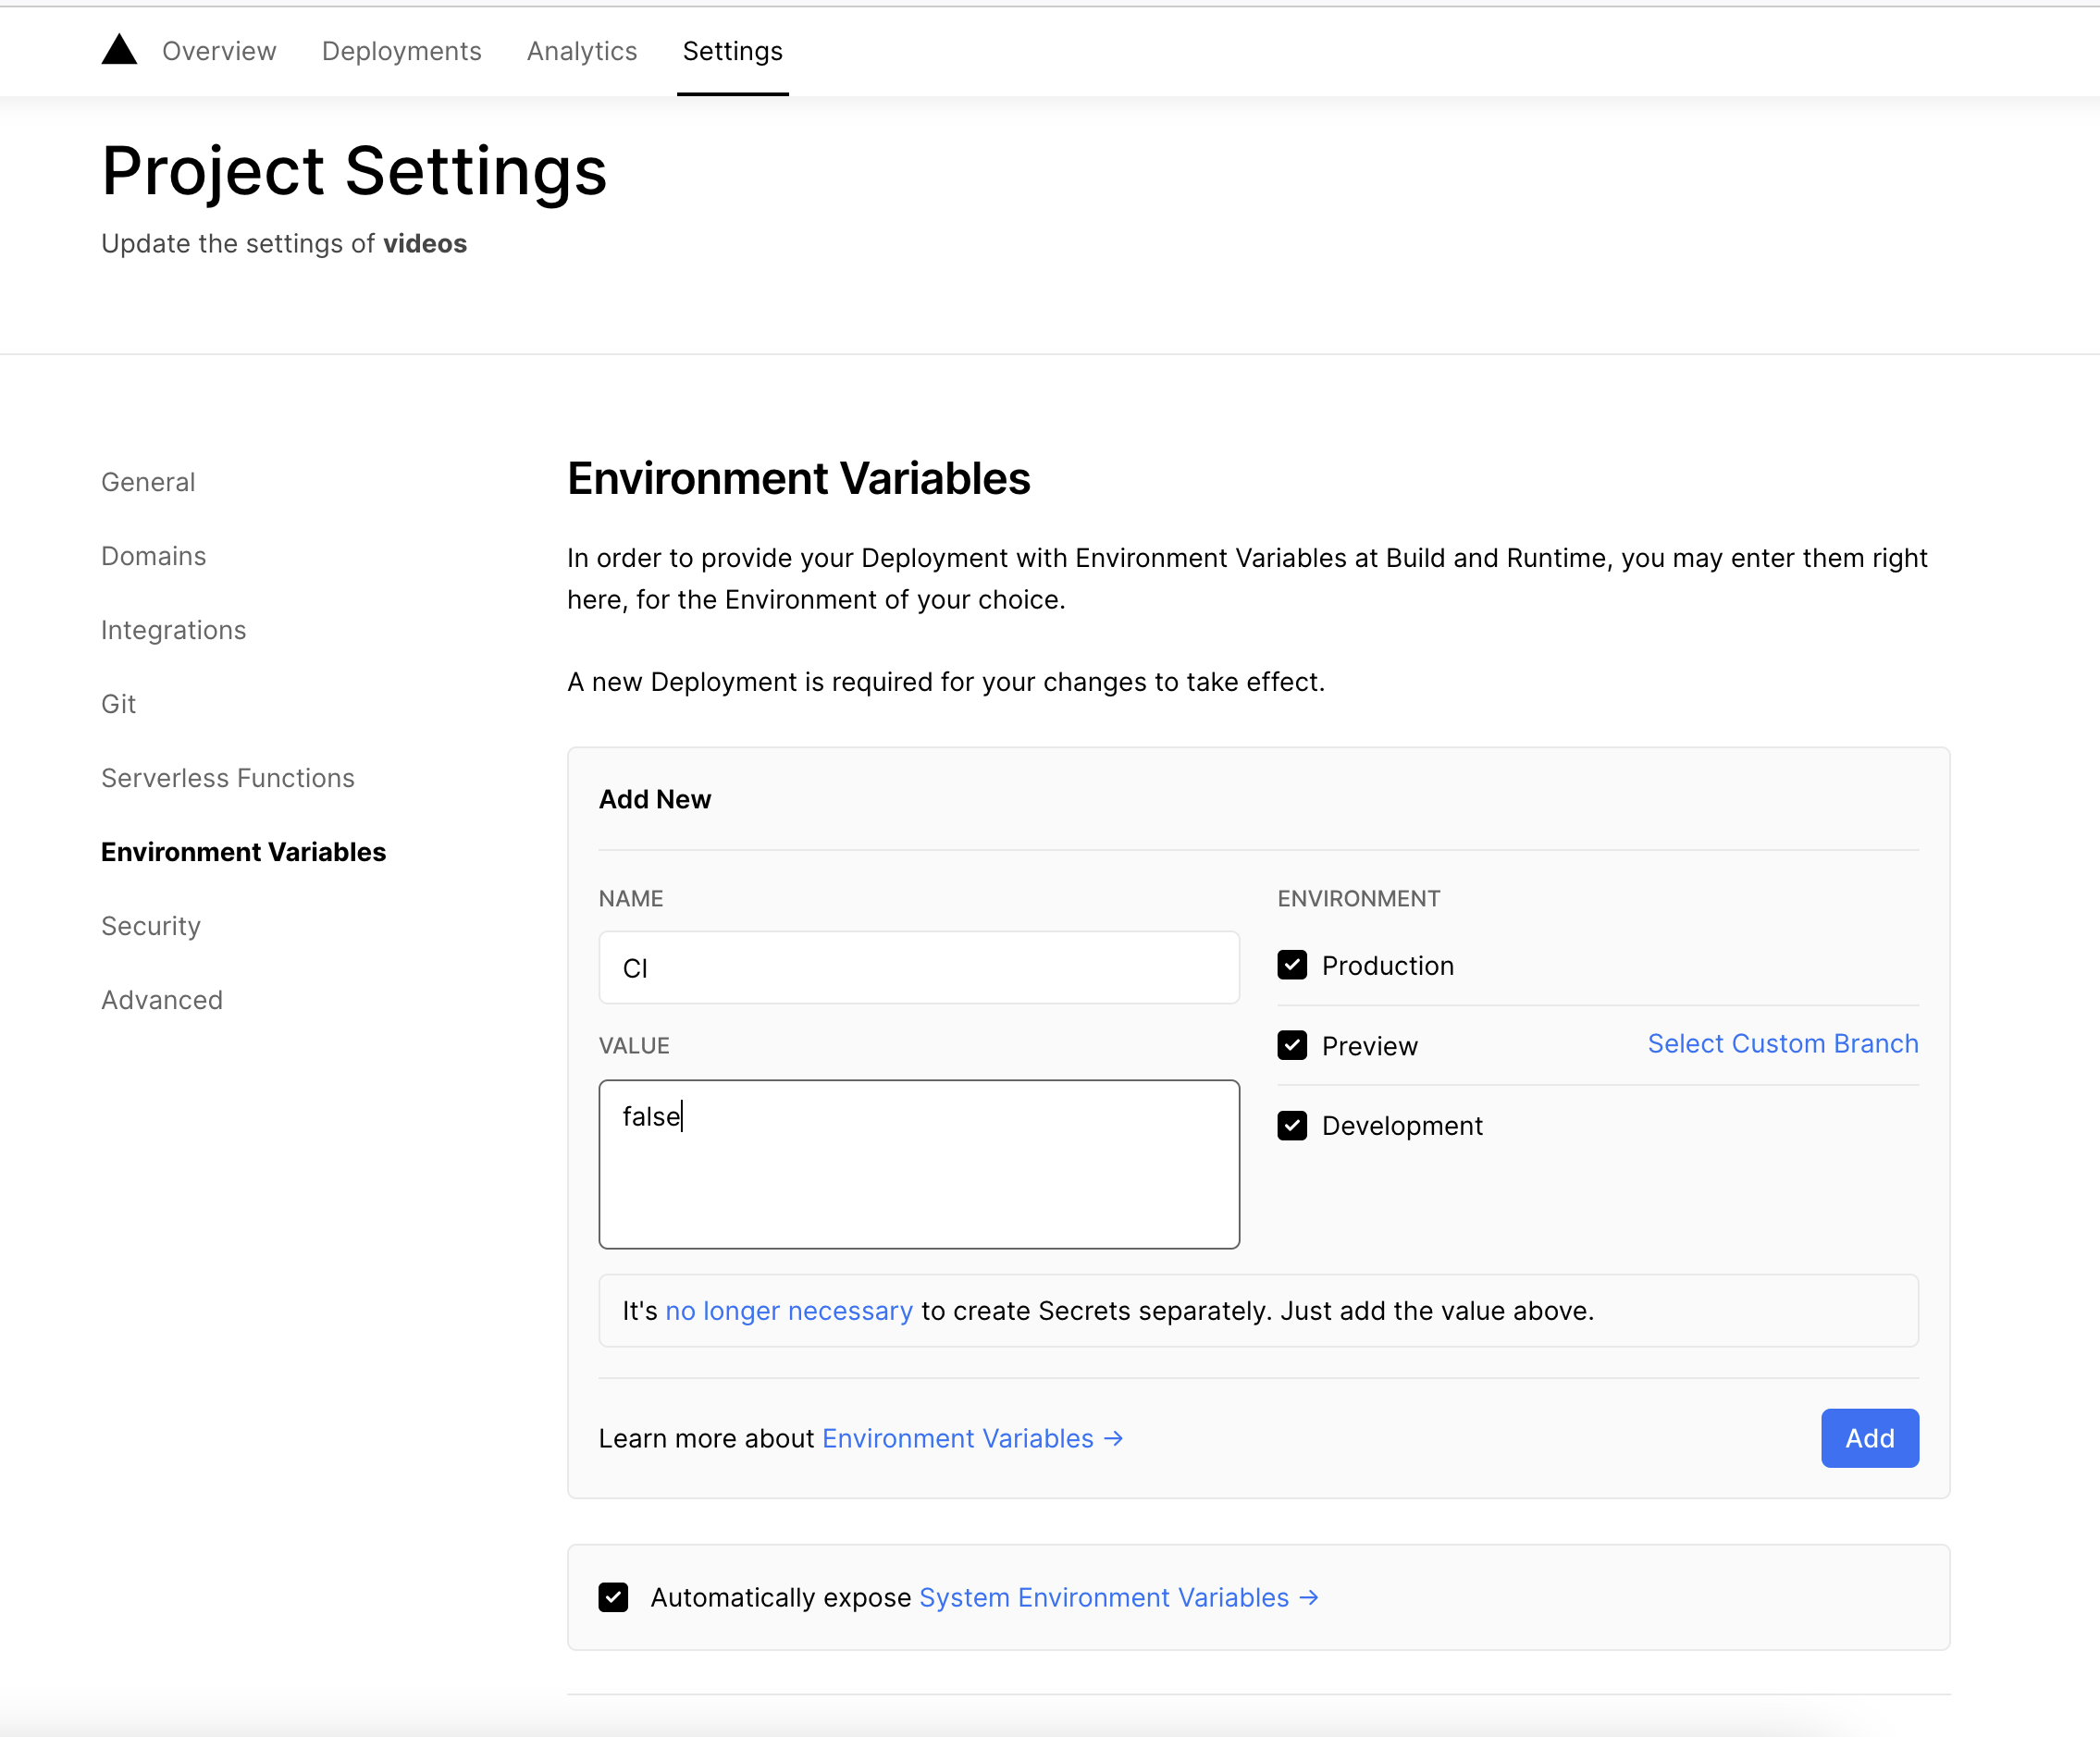 Overview Deployments Analytics Settings
Project Settings
Update the settings of videos
General
Domains
Integrations
Git
Serverless Functions
Environment Variables
Security
Advanced
Environment Variables
In order to provide your Deployment with Environment Variables at Build and Runtime, you may enter them right
here, for the Environment of your choice.
A new Deployment is required for your changes to take effect.
Add New
NAME
CI
VALUE
false
ENVIRONMENT
Production
Preview Select Custom Branch
Development
It's no longer necessary to create Secrets separately. Just add the value above.
Learn more about Environment Variables →
Add
Automatically expose System Environment Variables →